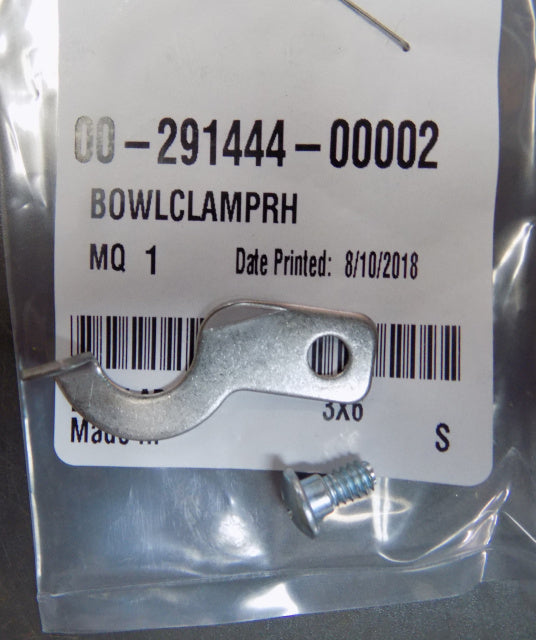 00-291444-00002
BOWLCLAMPRH
MQ 1 Date Printed: 8/10/2018
3X6
Made In
S